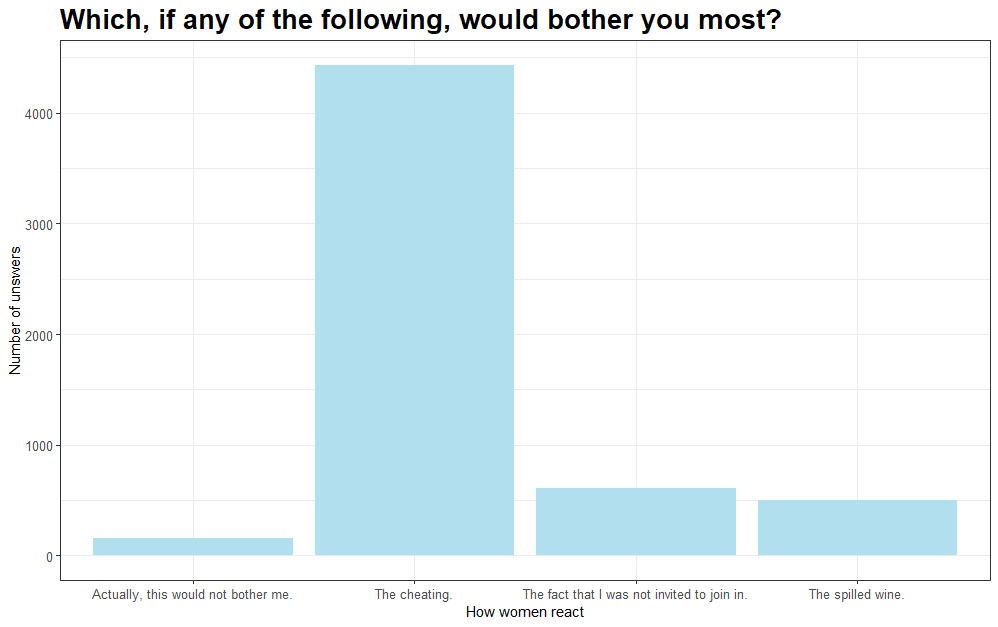 Which, if any of the following, would bother you most?
Number of unswers
4000
3000
2000
1000
0
Actually, this would not bother me. The cheating. The fact that I was not invited to join in. The spilled wine.
How women react